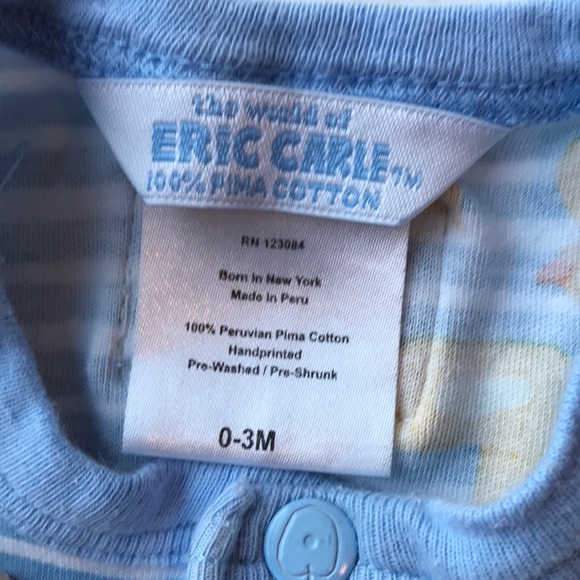 the world of
ERIC CARLE™
100% PIMA COTTON
RN 123084
Born in New York
Made in Peru
100% Peruvian Pima Cotton
Handprinted
Pre-Washed / Pre-Shrunk
0-3M